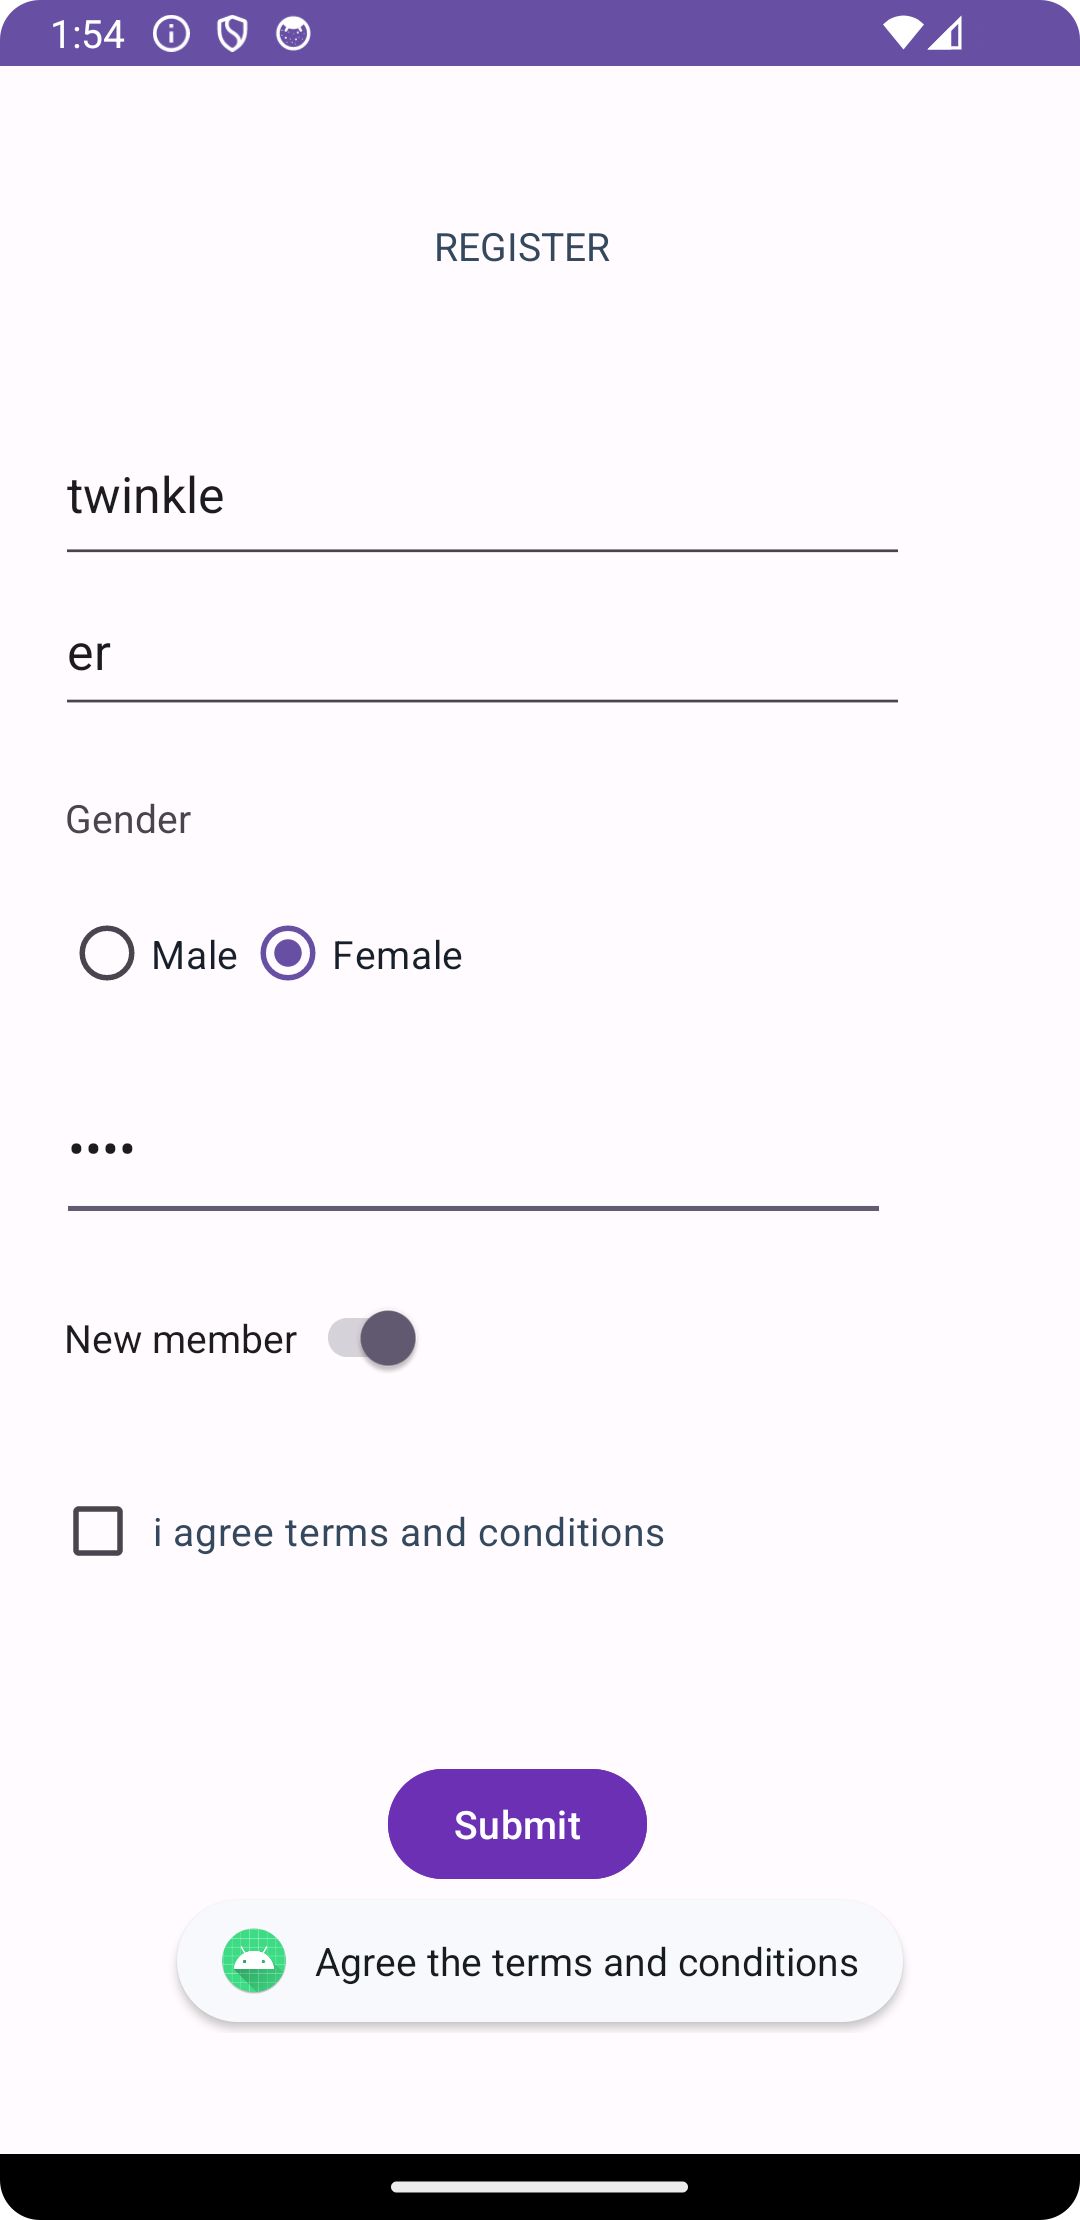 1:54
REGISTER
twinkle
er
Gender
Male Female
••••
New member
i agree terms and conditions
Submit
Agree the terms and conditions